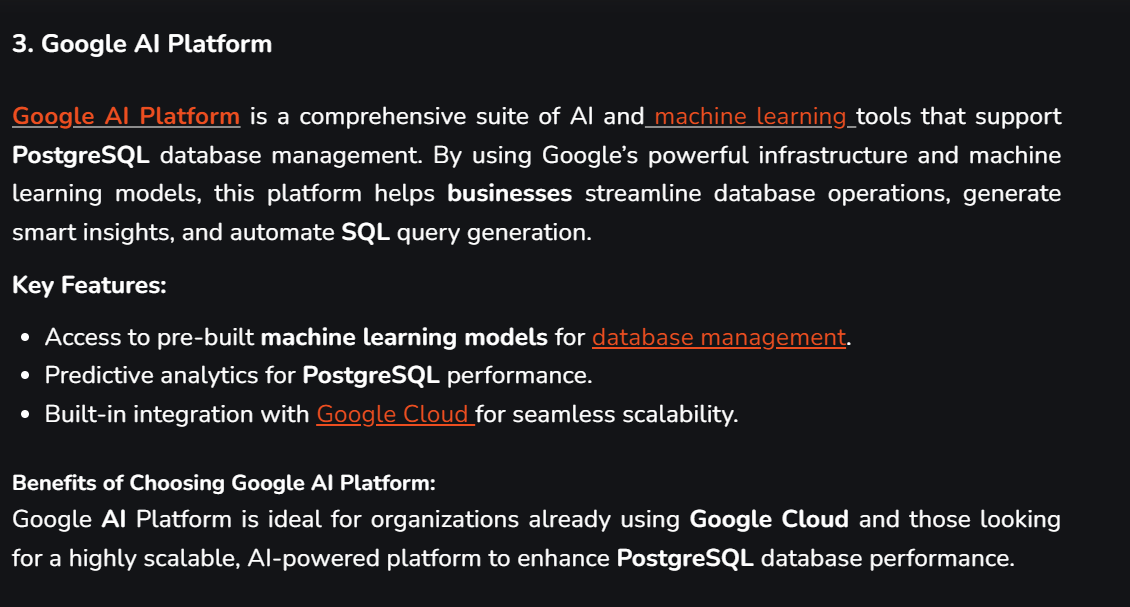 3. Google AI Platform
Google AI Platform is a comprehensive suite of AI and machine learning tools that support
PostgreSQL database management. By using Google’s powerful infrastructure and machine
learning models, this platform helps businesses streamline database operations, generate
smart insights, and automate SQL query generation.
Key Features:
• Access to pre-built machine learning models for database management.
• Predictive analytics for PostgreSQL performance.
• Built-in integration with Google Cloud for seamless scalability.
Benefits of Choosing Google AI Platform:
Google AI Platform is ideal for organizations already using Google Cloud and those looking
for a highly scalable, AI-powered platform to enhance PostgreSQL database performance.